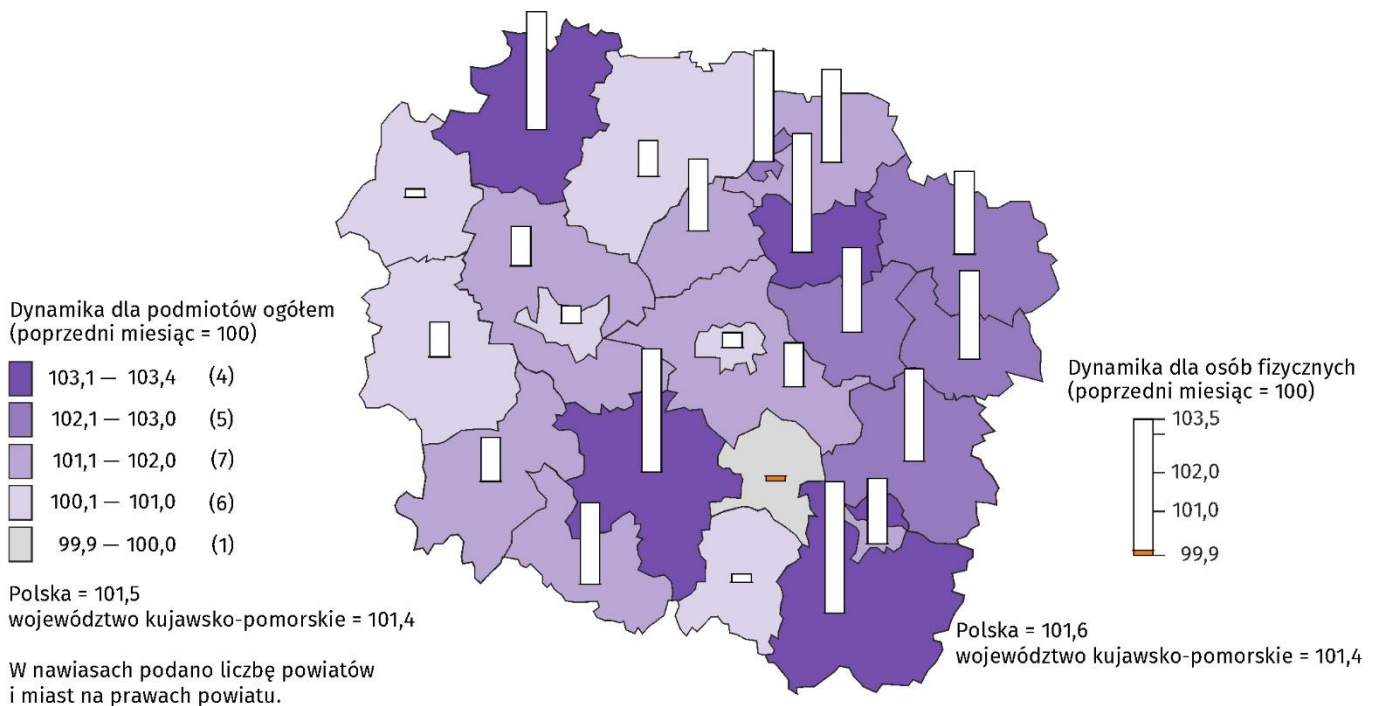 Dynamika dla podmiotów ogółem
(poprzedni miesiąc = 100)
103,1 — 103,4 (4)
102,1 — 103,0 (5)
101,1 — 102,0 (7)
100,1 — 101,0 (6)
99,9 — 100,0 (1)
Polska = 101,5
województwo kujawsko-pomorskie = 101,4
W nawiasach podano liczbę powiatów
i miast na prawach powiatu.
Dynamika dla osób fizycznych
(poprzedni miesiąc = 100)
103,5
102,0
101,0
99,9
Polska = 101,6
województwo kujawsko-pomorskie = 101,4